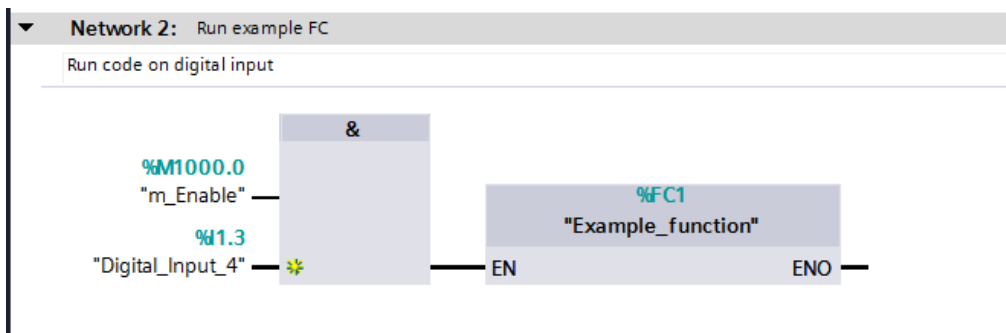 Network 2: Run example FC
Run code on digital input
&
%M1000.0
"m_Enable"
%I1.3
"Digital_Input_4"
%FC1
"Example_function"
EN ENO